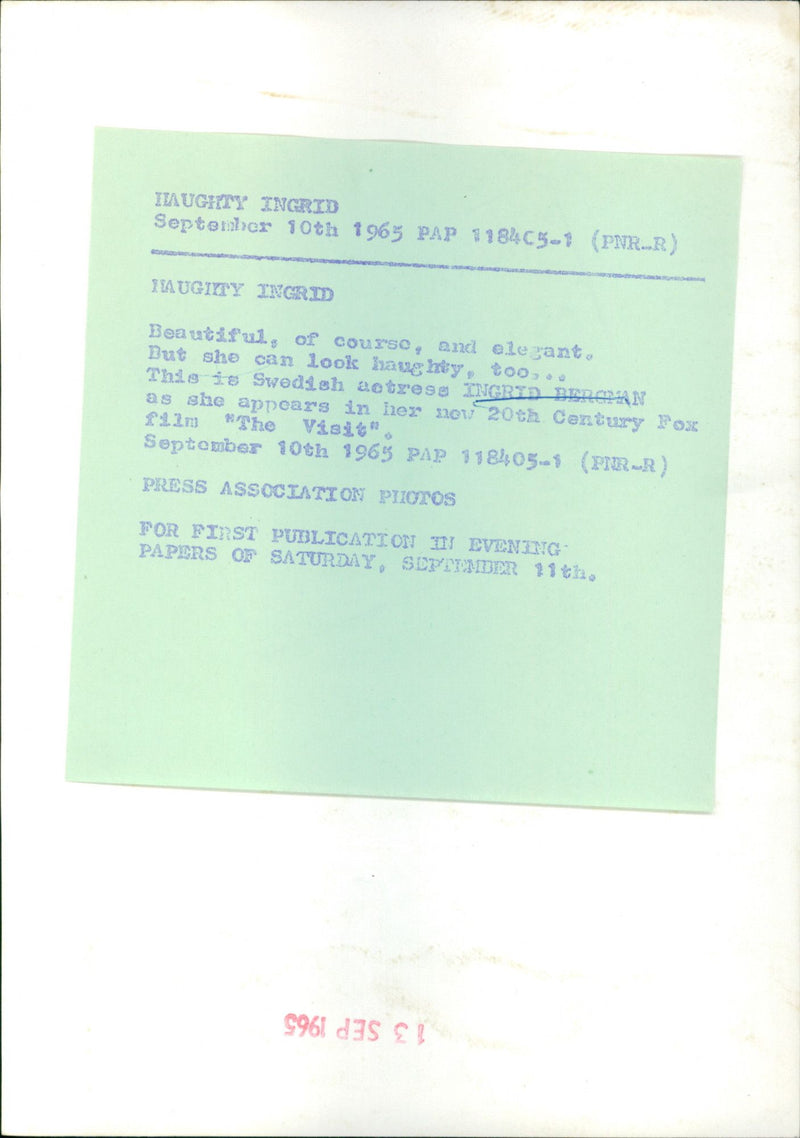 HAUGHTY INGRID
September 10th 1965 PAP 118405-1 (PNR-R)
HAUGHTY INGRID
Beautiful, of course, and elegant.
But she can look haughty, too...
This is Swedish actress INGRID BERGMAN
as she appears in her new 20th Century Fox
film "The Visit".
September 10th 1965 PAP 118405-1 (PNR-R)
PRESS ASSOCIATION PHOTOS
FOR FIRST PUBLICATION IN EVENING
PAPERS OF SATURDAY, SEPTEMBER 11th.
13 SEP 1965